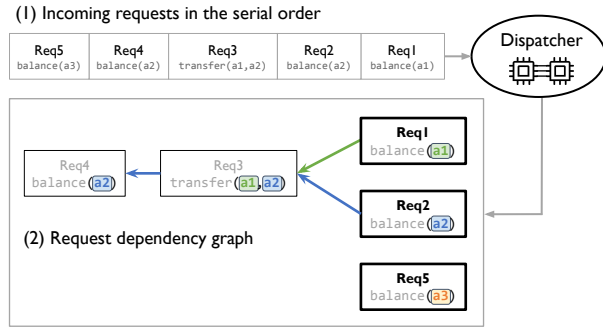 (1) Incoming requests in the serial order
Req5 Req4 Req3 Req2 Req1
balance(a3) balance(a2) transfer(a1,a2) balance(a2) balance(a1)
Dispatcher
Req1
balance(a1)
Req4 Req3
balance(a2) transfer(a1,a2)
Req2
balance(a2)
(2) Request dependency graph
Req5
balance(a3)